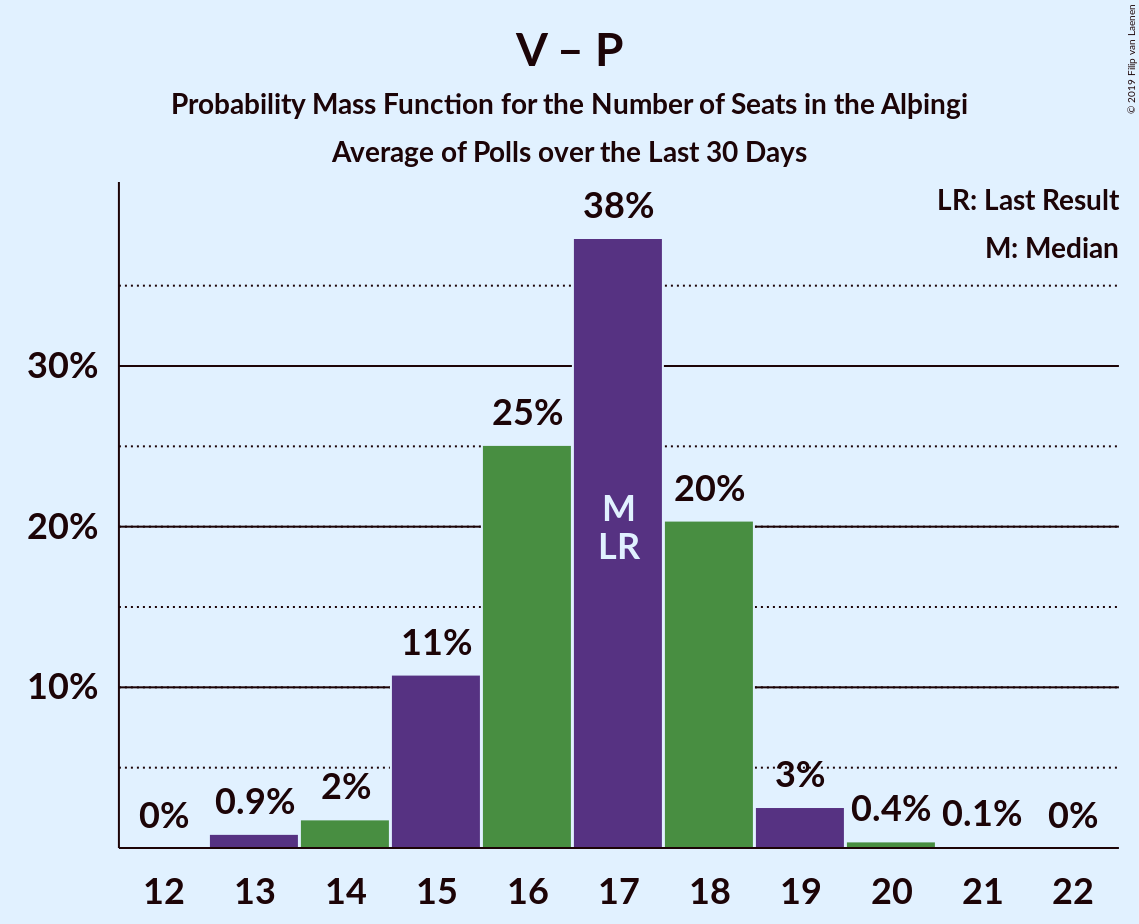 V – P
Probability Mass Function for the Number of Seats in the Alþingi
Average of Polls over the Last 30 Days
© 2019 Filip van Laenen
LR: Last Result
M: Median
38%
30%
25%
20%
M
LR
20%
11%
10%
0%
0.9%
2%
3%
0.4%
0.1%
0%
12 13 14 15 16 17 18 19 20 21 22